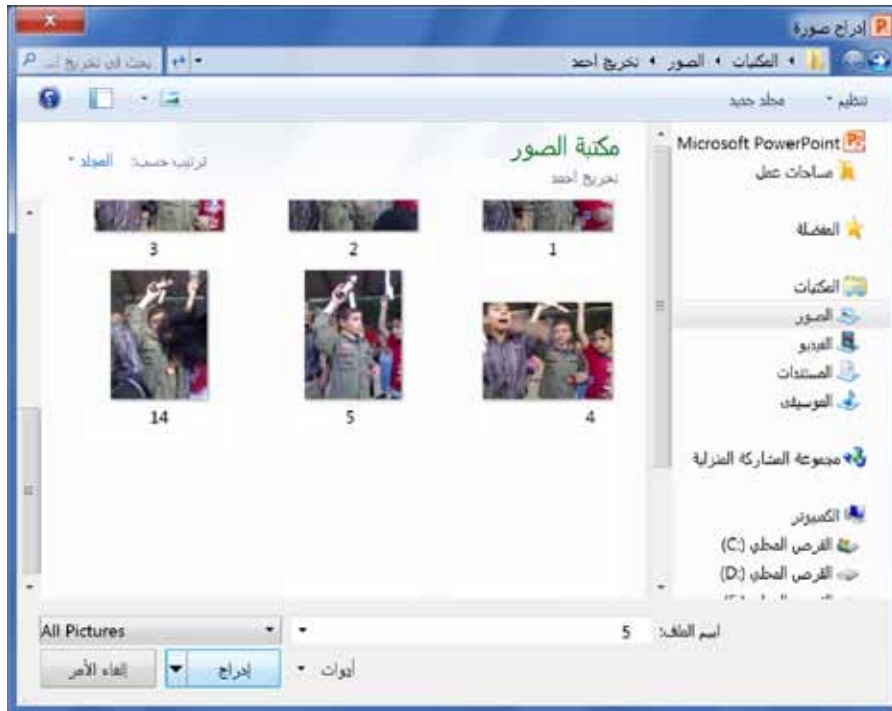 إدراج صورة
المكتبات ‹ الصور ‹ تخريج احمد
بحث في تخريج ا...
تنظيم
مجلد جديد
Microsoft PowerPoint
مساحات عمل
المفضلة
المكتبات
الصور
الفيديو
المستندات
الموسيقى
مجموعة المشاركة المنزلية
الكمبيوتر
القرص المحلي (C:)
القرص المحلي (D:)
مكتبة الصور
تخريج احمد
ترتيب حسب: المجلد
1 2 3
4 5 14
اسم الملف: 5
All Pictures
أدوات إدراج إلغاء الأمر